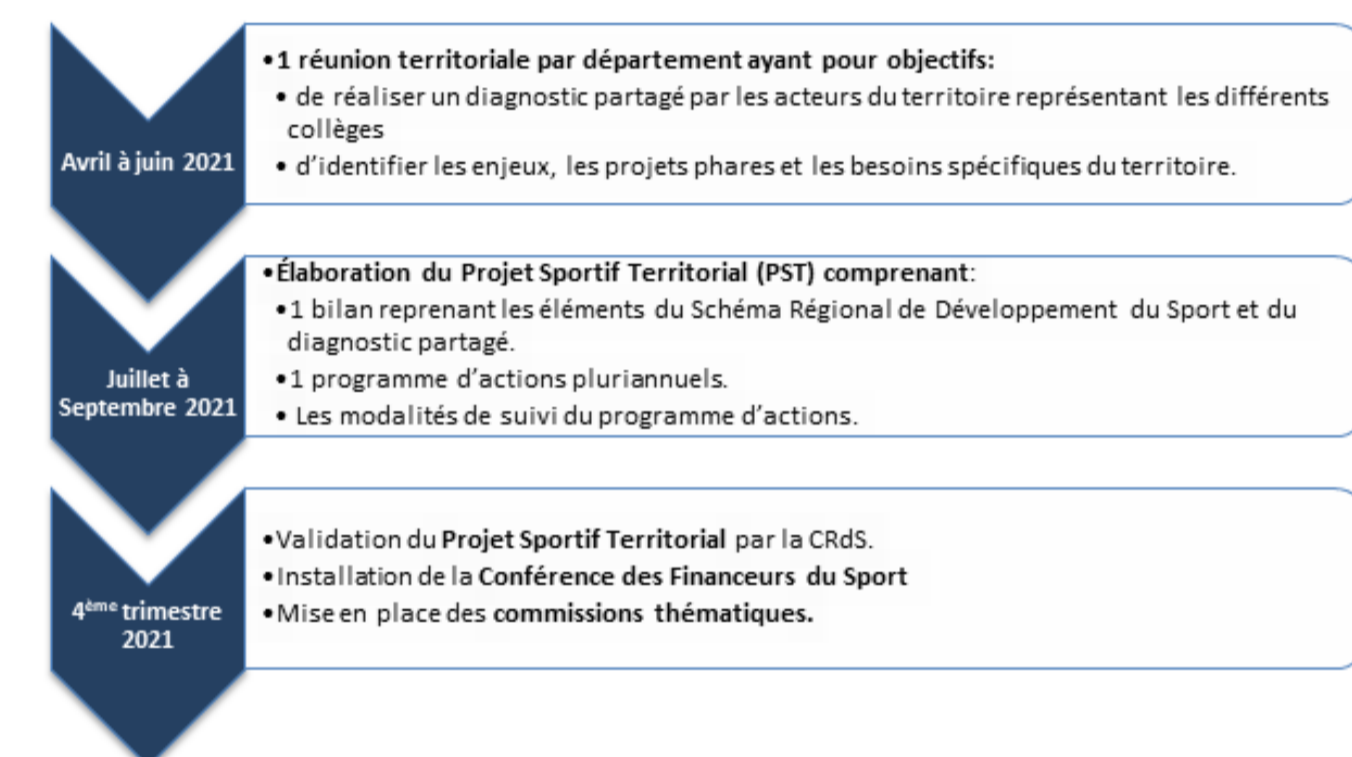 Avril à juin 2021
•1 réunion territoriale par département ayant pour objectifs:
• de réaliser un diagnostic partagé par les acteurs du territoire représentant les différents
collèges
• d'identifier les enjeux, les projets phares et les besoins spécifiques du territoire.
Juillet à
Septembre 2021
•Élaboration du Projet Sportif Territorial (PST) comprenant:
•1 bilan reprenant les éléments du Schéma Régional de Développement du Sport et du
diagnostic partagé.
•1 programme d'actions pluriannuels.
• Les modalités de suivi du programme d'actions.
4ème trimestre
2021
•Validation du Projet Sportif Territorial par la CRdS.
•Installation de la Conférence des Financeurs du Sport
•Mise en place des commissions thématiques.